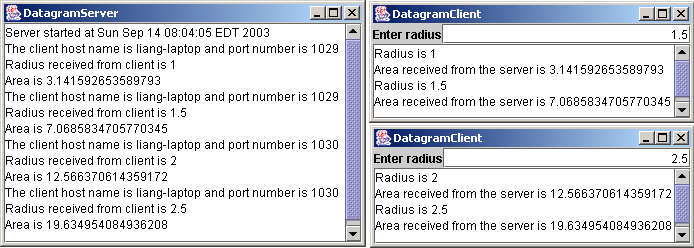 DatagramServer
Server started at Sun Sep 14 08:04:05 EDT 2003
The client host name is liang-laptop and port number is 1029
Radius received from client is 1
Area is 3.141592653589793
The client host name is liang-laptop and port number is 1029
Radius received from client is 1.5
Area is 7.0685834705770345
The client host name is liang-laptop and port number is 1030
Radius received from client is 2
Area is 12.566370614359172
The client host name is liang-laptop and port number is 1030
Radius received from client is 2.5
Area is 19.634954084936208
DatagramClient
Enter radius 1.5
Radius is 1
Area received from the server is 3.141592653589793
Radius is 1.5
Area received from the server is 7.0685834705770345
DatagramClient
Enter radius 2.5
Radius is 2
Area received from the server is 12.566370614359172
Radius is 2.5
Area received from the server is 19.634954084936208